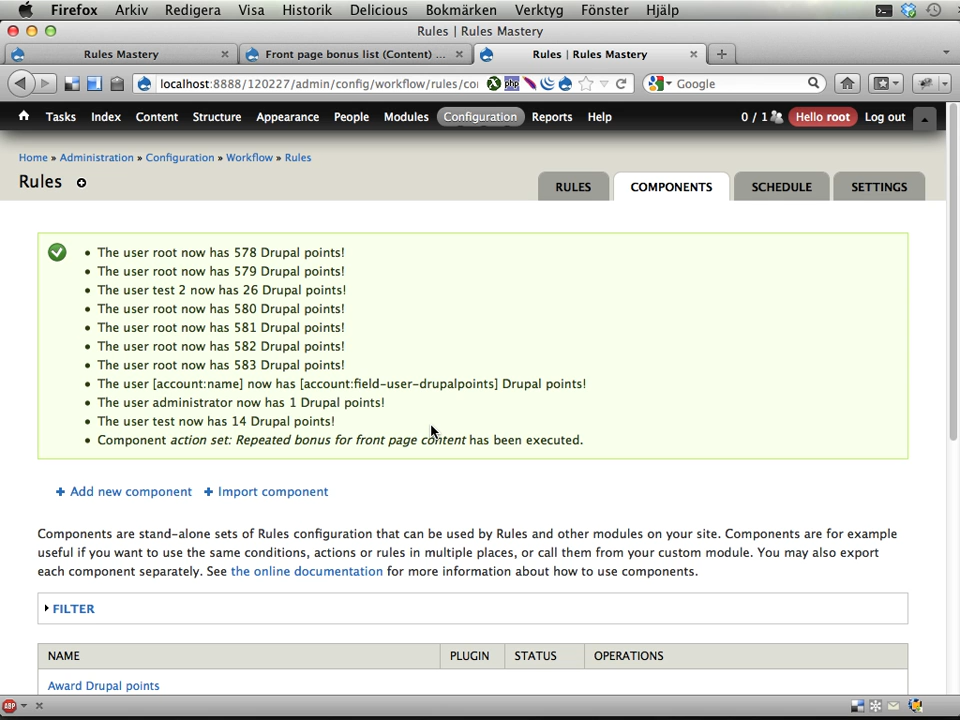 Firefox Arkiv Redigera Visa Historik Delicious Bokmärken Verktyg Fönster Hjälp
Rules | Rules Mastery
Rules Mastery
Front page bonus list (Content) ...
Rules | Rules Mastery
localhost:8888/120227/admin/config/workflow/rules/co
php
Google
Tasks Index Content Structure Appearance People Modules Configuration Reports Help 0 / 1 Hello root Log out
Home » Administration » Configuration » Workflow » Rules
Rules
RULES COMPONENTS SCHEDULE SETTINGS
The user root now has 578 Drupal points!
The user root now has 579 Drupal points!
The user test 2 now has 26 Drupal points!
The user root now has 580 Drupal points!
The user root now has 581 Drupal points!
The user root now has 582 Drupal points!
The user root now has 583 Drupal points!
The user [account:name] now has [account:field-user-drupalpoints] Drupal points!
The user administrator now has 1 Drupal points!
The user test now has 14 Drupal points!
Component action set: Repeated bonus for front page content has been executed.
+ Add new component + Import component
Components are stand-alone sets of Rules configuration that can be used by Rules and other modules on your site. Components are for example
useful if you want to use the same conditions, actions or rules in multiple places, or call them from your custom module. You may also export
each component separately. See the online documentation for more information about how to use components.
FILTER
NAME PLUGIN STATUS OPERATIONS
Award Drupal points
ABP